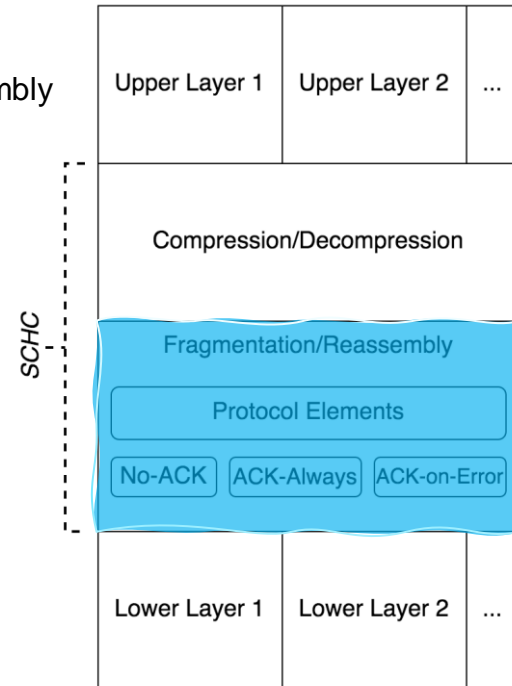 mbly
Upper Layer 1 Upper Layer 2 ...
Compression/Decompression
SCHC
Fragmentation/Reassembly
Protocol Elements
No-ACK ACK-Always ACK-on-Error
Lower Layer 1 Lower Layer 2 ...